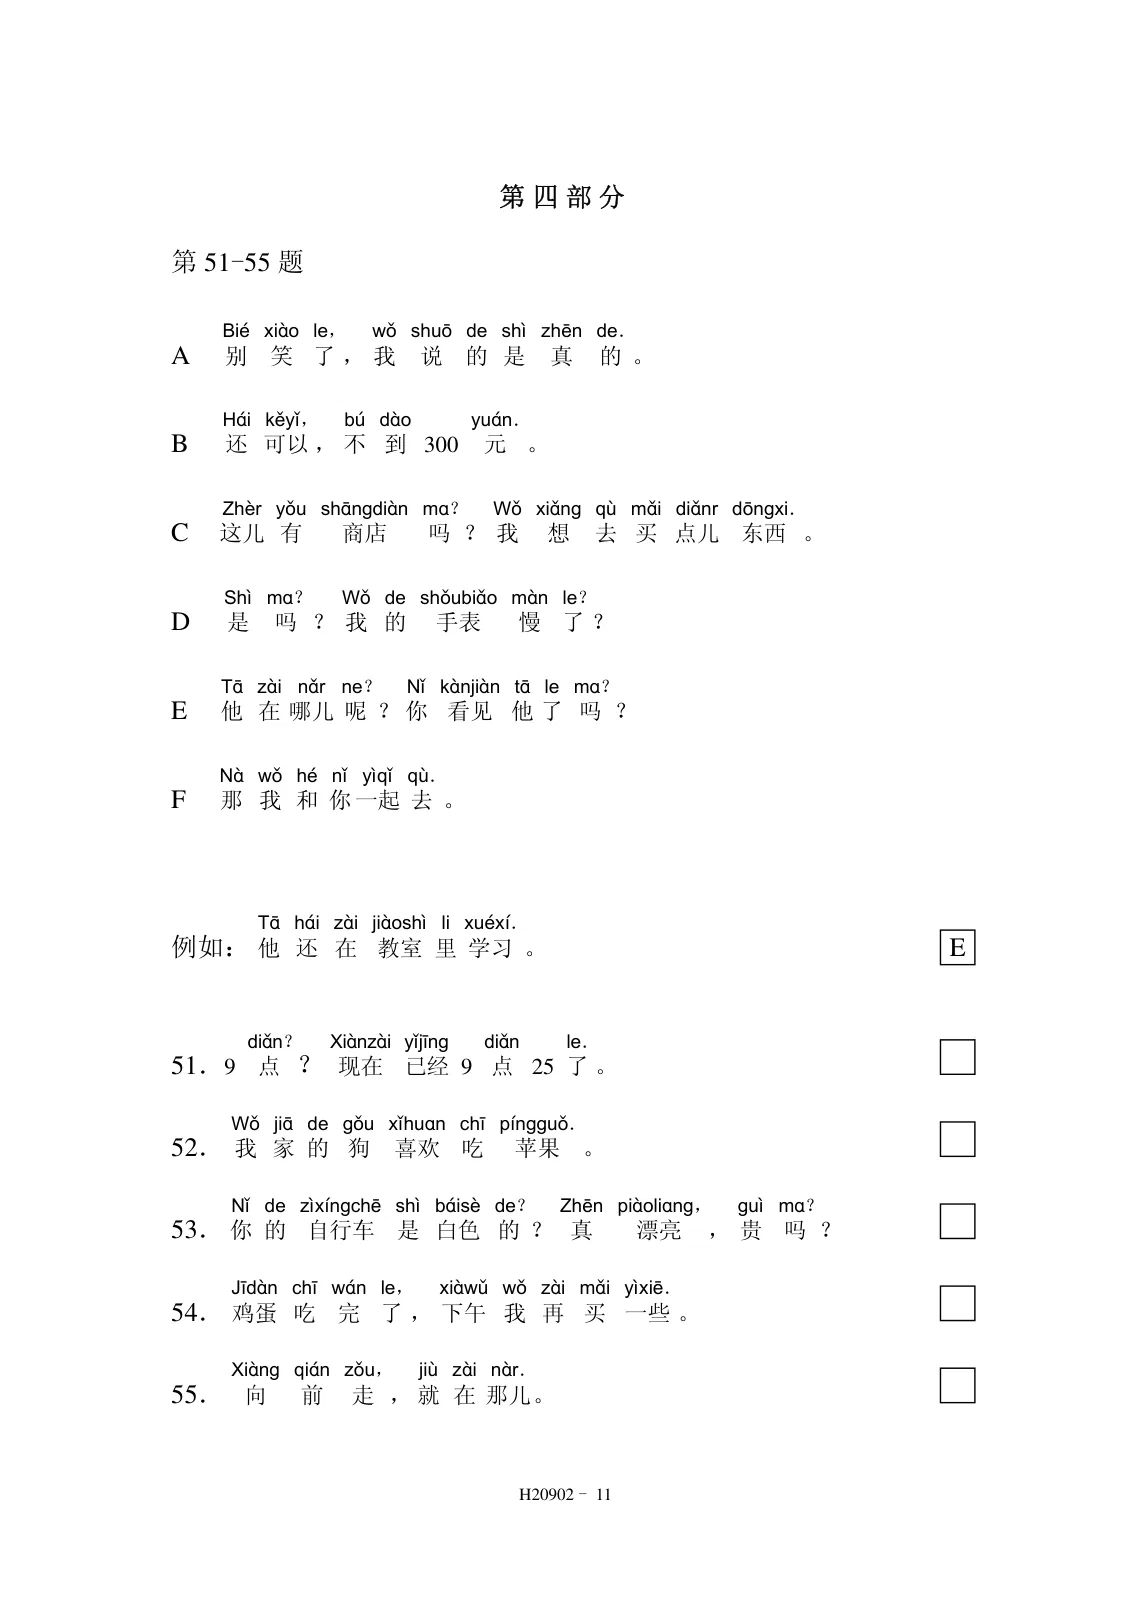 第四部分
第 51-55 题
Bié xiào le, wǒ shuō de shì zhēn de.
A 别笑了，我说的是真的。
Hái kěyǐ, bú dào yuán.
B 还可以，不到 300 元。
Zhèr yǒu shāngdiàn ma? Wǒ xiǎng qù mǎi diǎnr dōngxi.
C 这儿有商店吗？我想去买点儿东西。
Shì ma? Wǒ de shǒubiǎo màn le?
D 是吗？我的手表慢了？
Tā zài nǎr ne? Nǐ kànjiàn tā le ma?
E 他在哪儿呢？你看见他了吗？
Nà wǒ hé nǐ yìqǐ qù.
F 那我和你一起去。
Tā hái zài jiàoshì li xuéxí.
例如：他还在教室里学习。 E
diǎn? Xiànzài yǐjīng diǎn le.
51. 9 点？现在已经 9 点 25 了。
Wǒ jiā de gǒu xǐhuan chī píngguǒ.
52. 我家的狗喜欢吃苹果。
Nǐ de zìxíngchē shì báisè de? Zhēn piàoliang, guì ma?
53. 你的自行车是白色的？真漂亮，贵吗？
Jīdàn chī wán le, xiàwǔ wǒ zài mǎi yìxiē.
54. 鸡蛋吃完了，下午我再买一些。
Xiàng qián zǒu, jiù zài nàr.
55. 向前走，就在那儿。
H20902 - 11